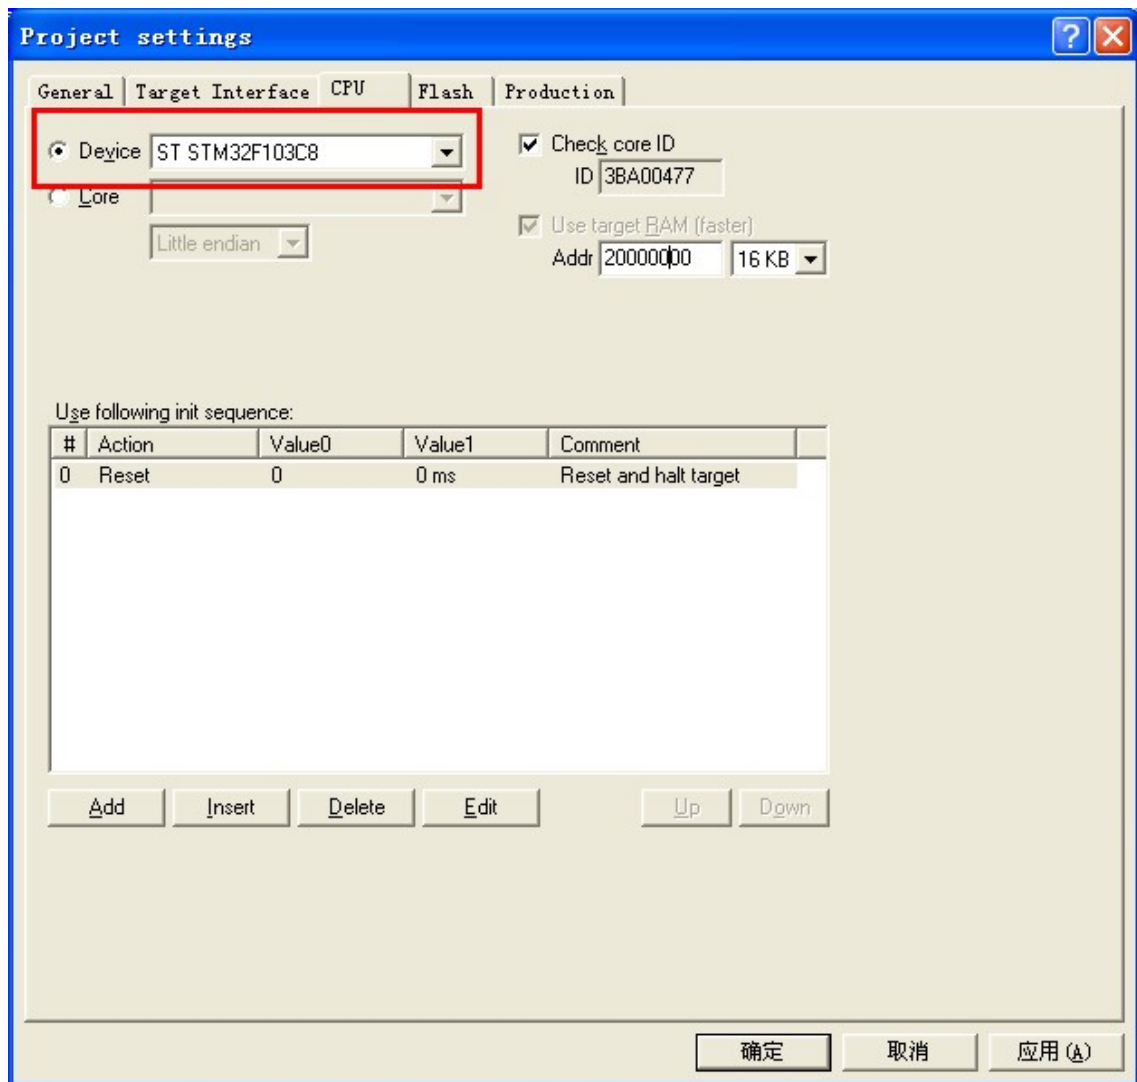 Project settings
General Target Interface CPU Flash Production
Device ST STM32F103C8
Check core ID
ID 3BA00477
Core
Use target RAM (faster)
Little endian
Addr 20000000 16 KB
Use following init sequence:
# Action Value0 Value1 Comment
0 Reset 0 0 ms Reset and halt target
Add Insert Delete Edit Up Down
确定 取消 应用(A)